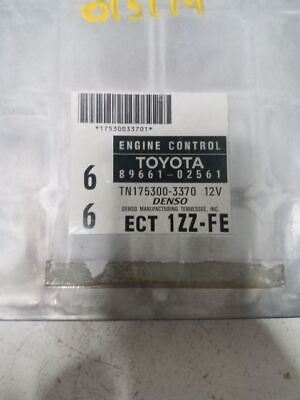 *17530033701*
ENGINE CONTROL
TOYOTA
89661-02561
6
TN175300-3370 12V
DENSO
DENSO MANUFACTURING TENNESSEE, INC.
6
ECT 1ZZ-FE